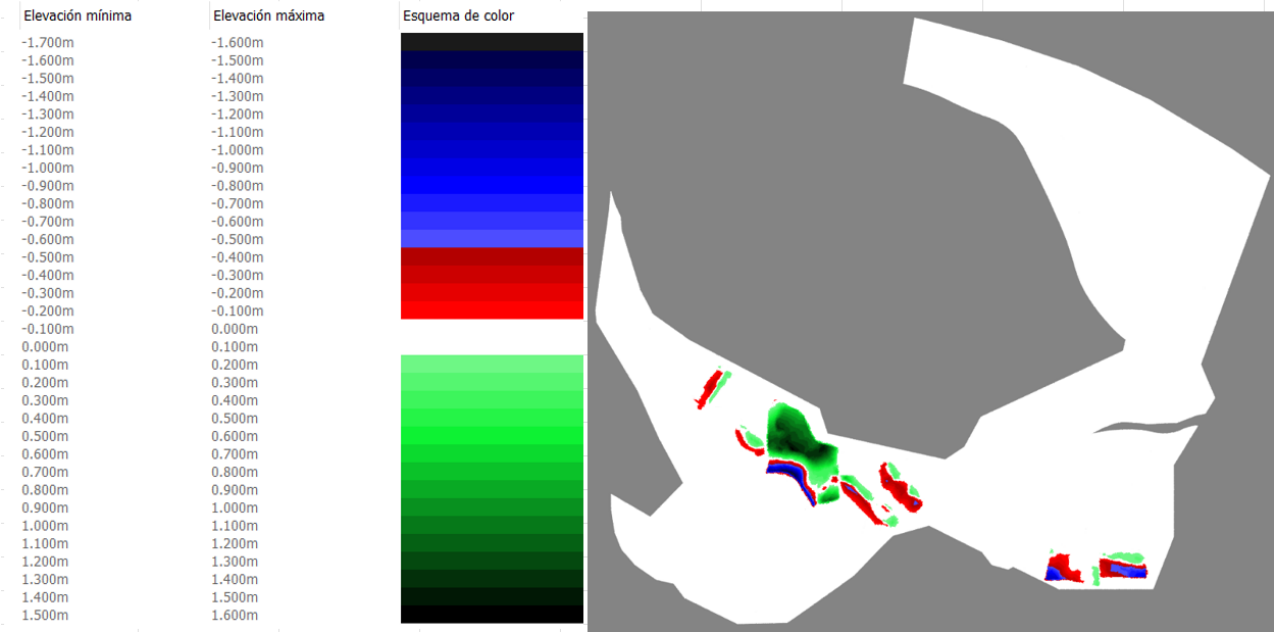 Elevación mínima Elevación máxima Esquema de color
-1.700m -1.600m
-1.600m -1.500m
-1.500m -1.400m
-1.400m -1.300m
-1.300m -1.200m
-1.200m -1.100m
-1.100m -1.000m
-1.000m -0.900m
-0.900m -0.800m
-0.800m -0.700m
-0.700m -0.600m
-0.600m -0.500m
-0.500m -0.400m
-0.400m -0.300m
-0.300m -0.200m
-0.200m -0.100m
-0.100m 0.000m
0.000m 0.100m
0.100m 0.200m
0.200m 0.300m
0.300m 0.400m
0.400m 0.500m
0.500m 0.600m
0.600m 0.700m
0.700m 0.800m
0.800m 0.900m
0.900m 1.000m
1.000m 1.100m
1.100m 1.200m
1.200m 1.300m
1.300m 1.400m
1.400m 1.500m
1.500m 1.600m